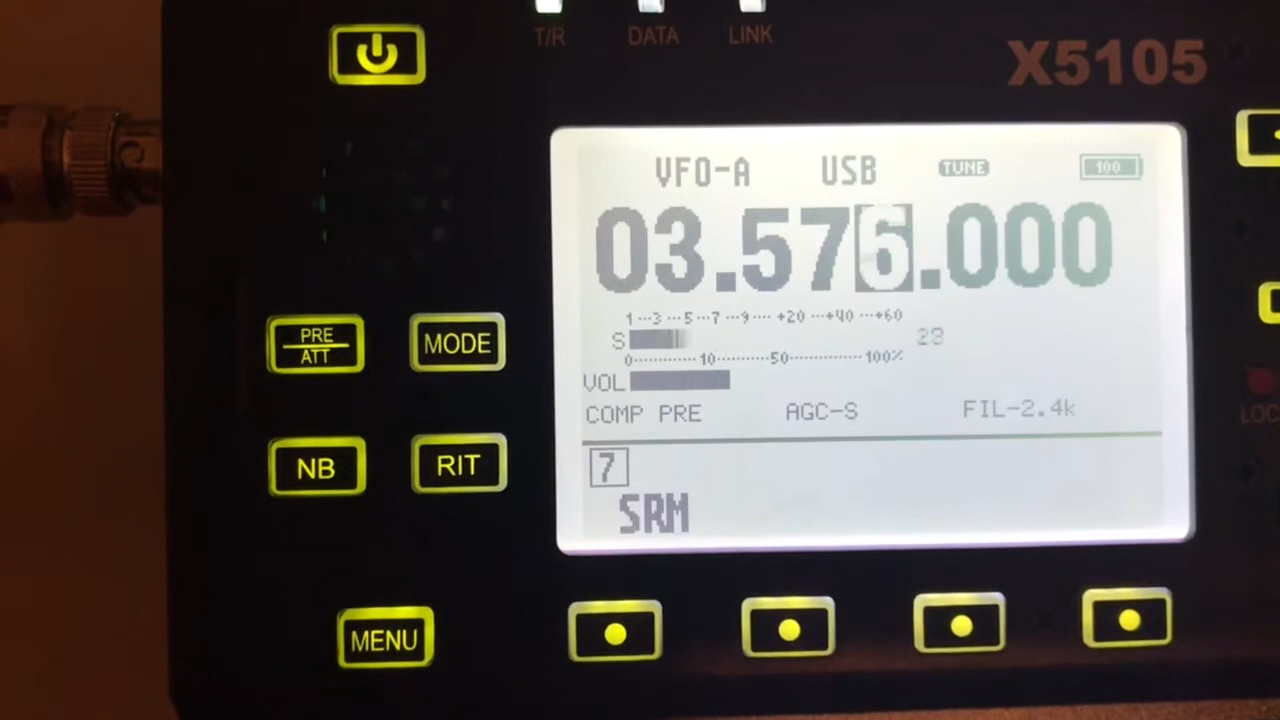 T/R DATA LINK
X5105
VFO-A USB TUNE 100
03.576.000
1 3 5 7 9 +20 +40 +60
S 28
0 10 50 100%
VOL
COMP PRE AGC-S FIL-2.4k
7
SRM
PRE
ATT
MODE
NB
RIT
MENU